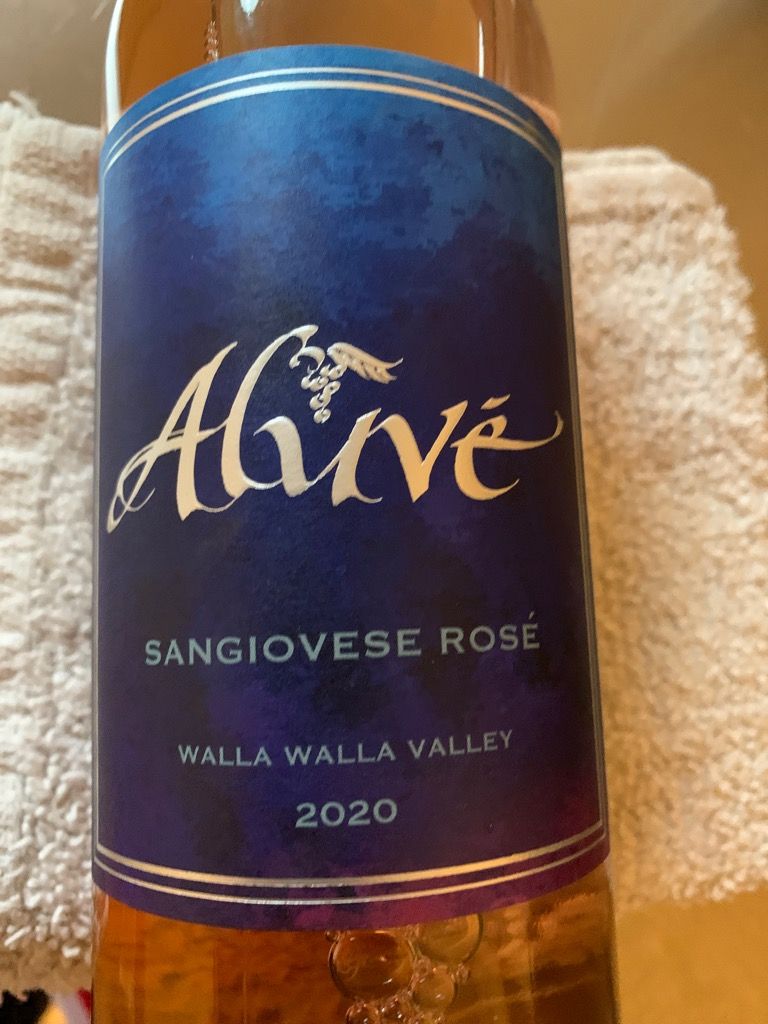 Aluvé
SANGIOVESE ROSÉ
WALLA WALLA VALLEY
2020